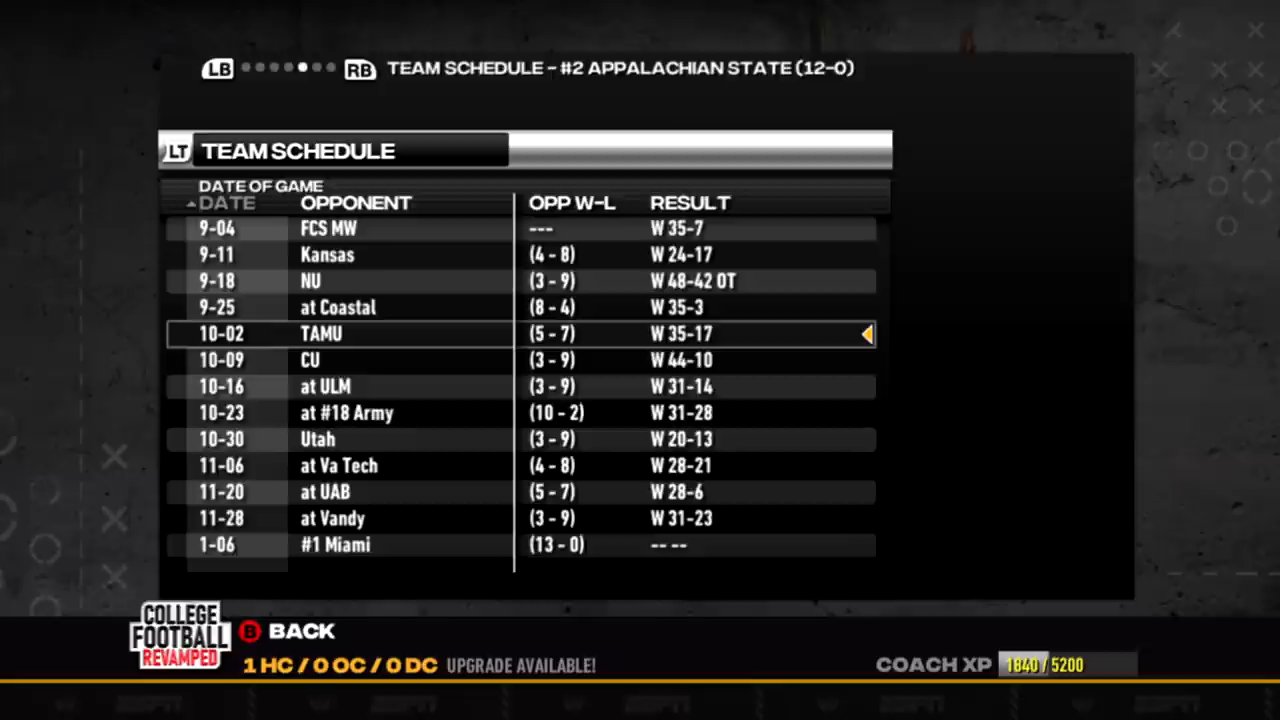 LB RB TEAM SCHEDULE - #2 APPALACHIAN STATE (12-0)
LT TEAM SCHEDULE
DATE OF GAME
DATE OPPONENT OPP W-L RESULT
9-04 FCS MW --- W 35-7
9-11 Kansas (4 - 8) W 24-17
9-18 NU (3 - 9) W 48-42 OT
9-25 at Coastal (8 - 4) W 35-3
10-02 TAMU (5 - 7) W 35-17
10-09 CU (3 - 9) W 44-10
10-16 at ULM (3 - 9) W 31-14
10-23 at #18 Army (10 - 2) W 31-28
10-30 Utah (3 - 9) W 20-13
11-06 at Va Tech (4 - 8) W 28-21
11-20 at UAB (5 - 7) W 28-6
11-28 at Vandy (3 - 9) W 31-23
1-06 #1 Miami (13 - 0) -- --
COLLEGE
FOOTBALL
REVAMPED
B BACK
1 HC / 0 OC / 0 DC UPGRADE AVAILABLE! COACH XP 1840 / 5200